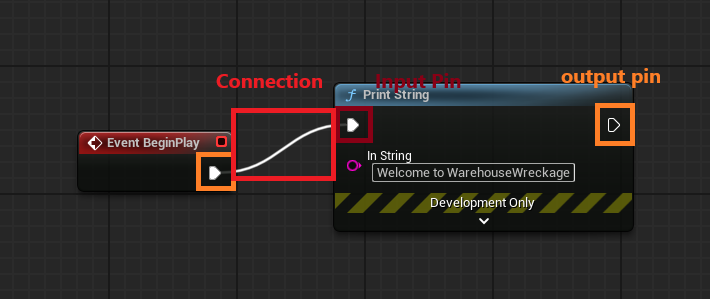 Connection
Input Pin
output pin
Print String
Event BeginPlay
In String
Welcome to WarehouseWreckage
Development Only